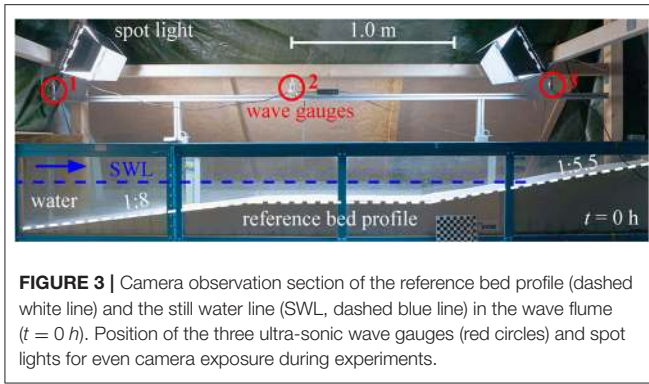 spot light
1.0 m
1
2
3
wave gauges
SWL
1:5.5
water
1:8
reference bed profile
t = 0 h
FIGURE 3 | Camera observation section of the reference bed profile (dashed
white line) and the still water line (SWL, dashed blue line) in the wave flume
(t = 0 h). Position of the three ultra-sonic wave gauges (red circles) and spot
lights for even camera exposure during experiments.